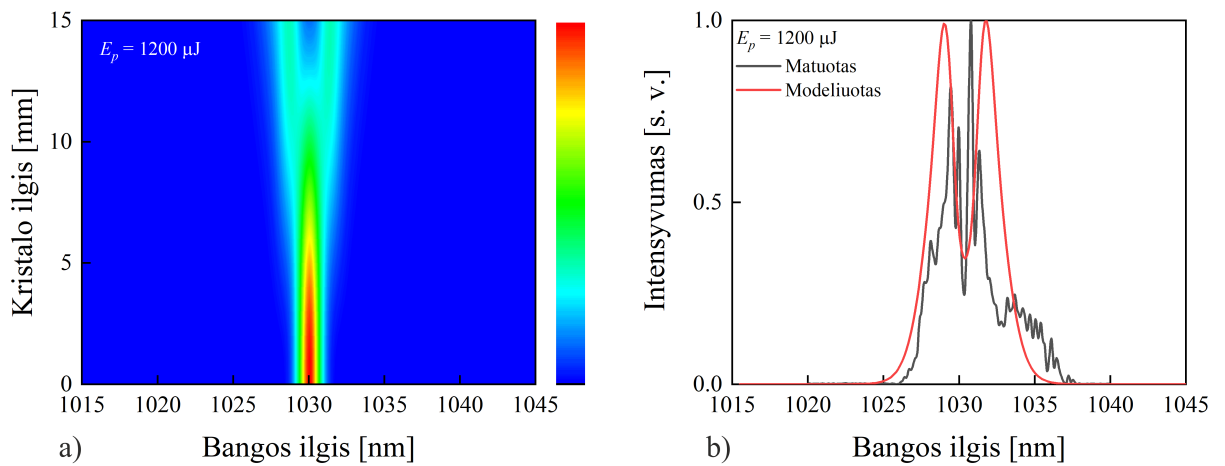 15
10
5
0
Kristalo ilgis [mm]
E_p = 1200 μJ
1015 1020 1025 1030 1035 1040 1045
Bangos ilgis [nm]
a)
1.0
0.5
0.0
Intensyvumas [s. v.]
E_p = 1200 μJ
Matuotas
Modeliuotas
1015 1020 1025 1030 1035 1040 1045
Bangos ilgis [nm]
b)